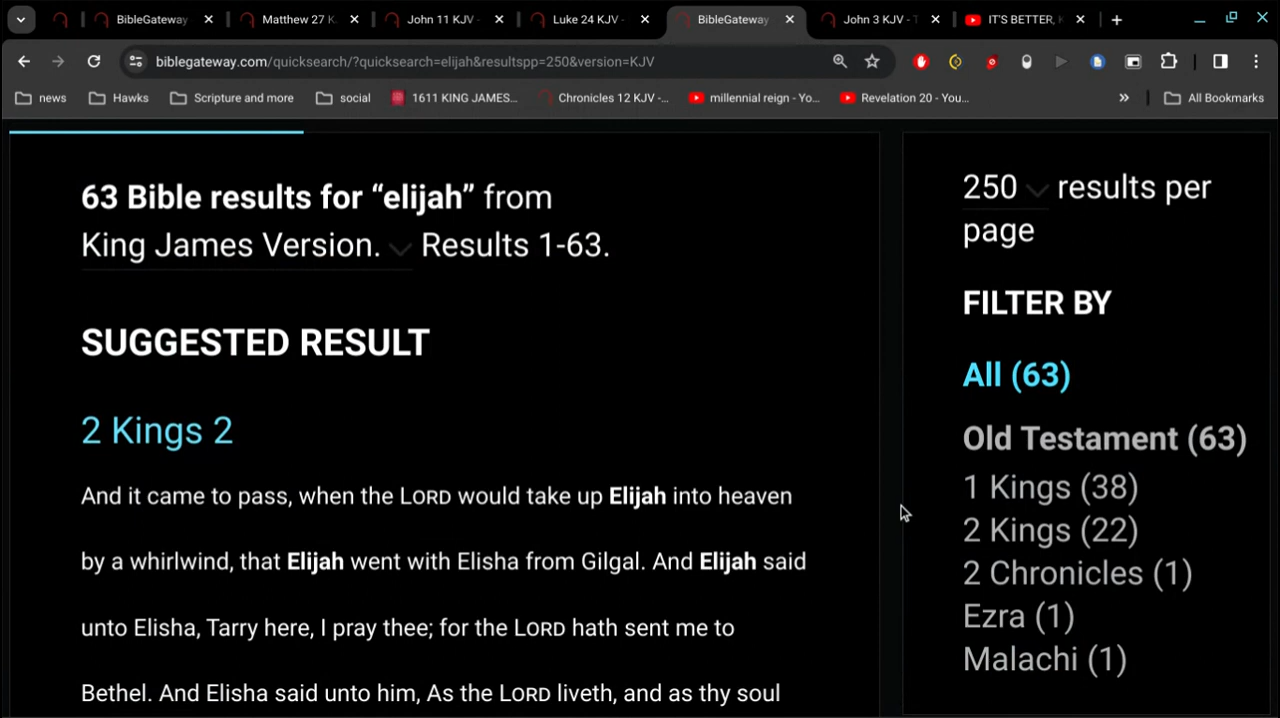 BibleGateway
Matthew 27 K
John 11 KJV -
Luke 24 KJV -
BibleGateway
John 3 KJV - T
IT'S BETTER,
biblegateway.com/quicksearch/?quicksearch=elijah&resultspp=250&version=KJV
news
Hawks
Scripture and more
social
1611 KING JAMES...
Chronicles 12 KJV -...
millennial reign - Yo...
Revelation 20 - You...
»
All Bookmarks
63 Bible results for “elijah” from
King James Version. Results 1-63.
SUGGESTED RESULT
2 Kings 2
And it came to pass, when the LORD would take up Elijah into heaven
by a whirlwind, that Elijah went with Elisha from Gilgal. And Elijah said
unto Elisha, Tarry here, I pray thee; for the LORD hath sent me to
Bethel. And Elisha said unto him, As the LORD liveth, and as thy soul
250 results per
page
FILTER BY
All (63)
Old Testament (63)
1 Kings (38)
2 Kings (22)
2 Chronicles (1)
Ezra (1)
Malachi (1)